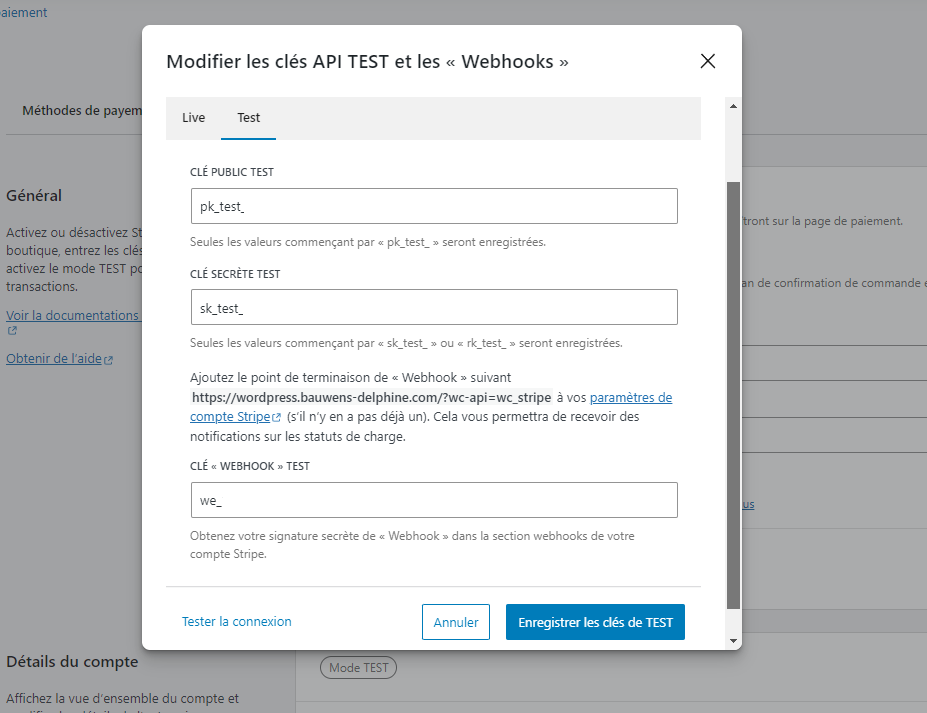 aiement
Modifier les clés API TEST et les « Webhooks »
Méthodes de payem
Live
Test
CLÉ PUBLIC TEST
pk_test_
Seules les valeurs commençant par « pk_test_ » seront enregistrées.
CLÉ SECRÈTE TEST
sk_test_
Seules les valeurs commençant par « sk_test_ » ou « rk_test_ » seront enregistrées.
Ajoutez le point de terminaison de « Webhook » suivant
https://wordpress.bauwens-delphine.com/?wc-api=wc_stripe à vos paramètres
de compte Stripe (s'il n'y en a pas déjà un). Cela vous permettra de recevoir des
notifications sur les statuts de charge.
CLÉ « WEBHOOK » TEST
we_
Obtenez votre signature secrète de « Webhook » dans la section webhooks de votre
compte Stripe.
Tester la connexion
Annuler
Enregistrer les clés de TEST
Général
Activez ou désactivez St
boutique, entrez les clés
activez le mode TEST po
transactions.
Voir la documentations
Obtenir de l'aide
tront sur la page de paiement.
an de confirmation de commande e
us
Détails du compte
Affichez la vue d'ensemble du compte et
Mode TEST